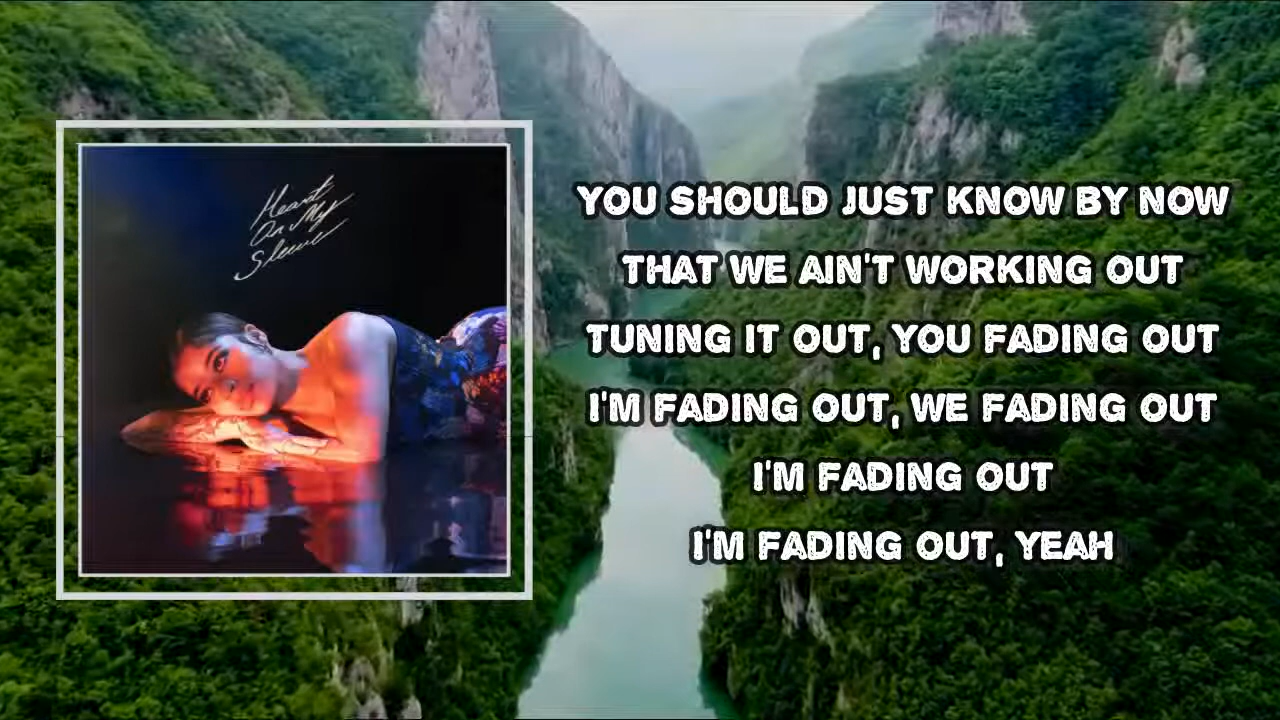 Heart
On My
Sleeve
YOU SHOULD JUST KNOW BY NOW
THAT WE AIN'T WORKING OUT
TUNING IT OUT, YOU FADING OUT
I'M FADING OUT, WE FADING OUT
I'M FADING OUT
I'M FADING OUT, YEAH